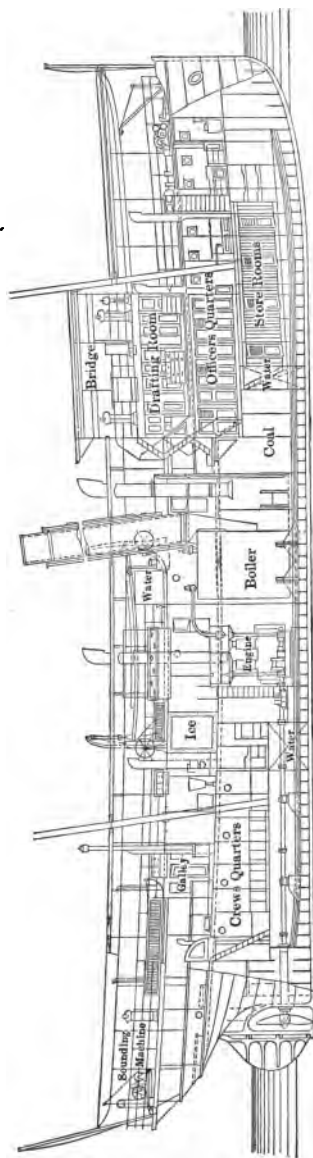 Sounding
Machine
Galley
Crews Quarters
Ice
Water
Water
Engine
Boiler
Coal
Bridge
Drafting Room
Officers Quarters
Store Rooms
Water